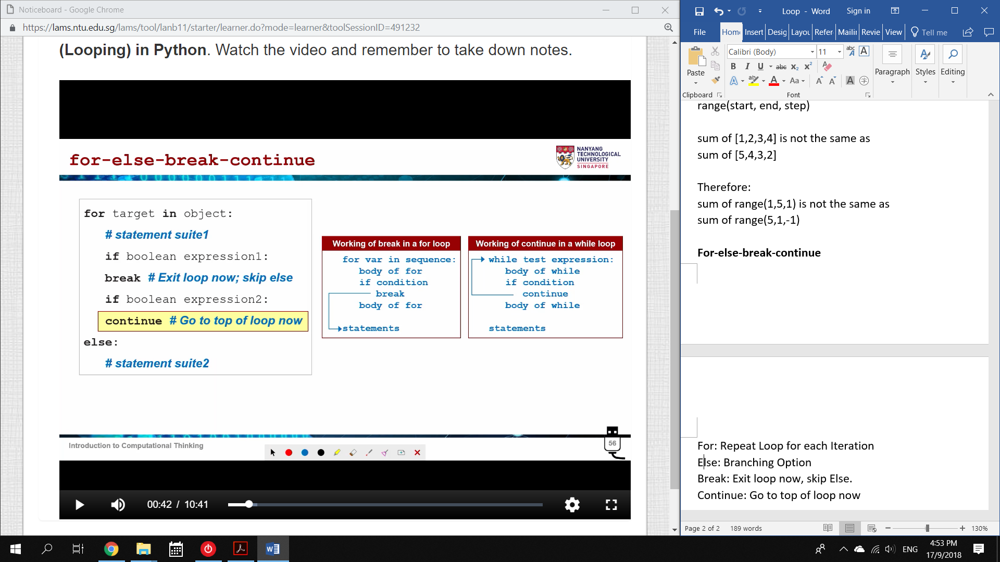 Noticeboard - Google Chrome
https://lams.ntu.edu.sg/lams/tool/lanb11/starter/learner.do?mode=learner&toolSessionID=491232
(Looping) in Python. Watch the video and remember to take down notes.
for-else-break-continue
NANYANG
TECHNOLOGICAL
UNIVERSITY
SINGAPORE
for target in object:
# statement suite1
if boolean expression1:
break # Exit loop now; skip else
if boolean expression2:
continue # Go to top of loop now
else:
# statement suite2
Working of break in a for loop
for var in sequence:
body of for
if condition
break
body of for
statements
Working of continue in a while loop
while test expression:
body of while
if condition
continue
body of while
statements
Introduction to Computational Thinking
56
00:42 / 10:41
Loop - Word
Sign in
File
Home
Insert
Desig
Layou
Refer
Mailin
Revie
View
Tell me
Calibri (Body)
11
abc
A
A
Paste
B I U abc X₂ X²
A
ab
A
Aa
A
A
A
字
Paragraph
Styles
Editing
Clipboard
Font
range(start, end, step)
sum of [1,2,3,4] is not the same as
sum of [5,4,3,2]
Therefore:
sum of range(1,5,1) is not the same as
sum of range(5,1,-1)
For-else-break-continue
For: Repeat Loop for each Iteration
Else: Branching Option
Break: Exit loop now, skip Else.
Continue: Go to top of loop now
Page 2 of 2
189 words
130%
ENG
4:53 PM
17/9/2018